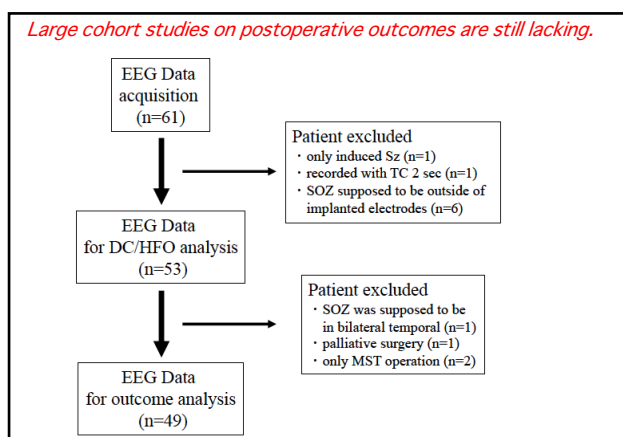 Large cohort studies on postoperative outcomes are still lacking.
EEG Data
acquisition
(n=61)
Patient excluded
・only induced Sz (n=1)
・recorded with TC 2 sec (n=1)
・SOZ supposed to be outside of
implanted electrodes (n=6)
EEG Data
for DC/HFO analysis
(n=53)
Patient excluded
・SOZ was supposed to be
in bilateral temporal (n=1)
・palliative surgery (n=1)
・only MST operation (n=2)
EEG Data
for outcome analysis
(n=49)